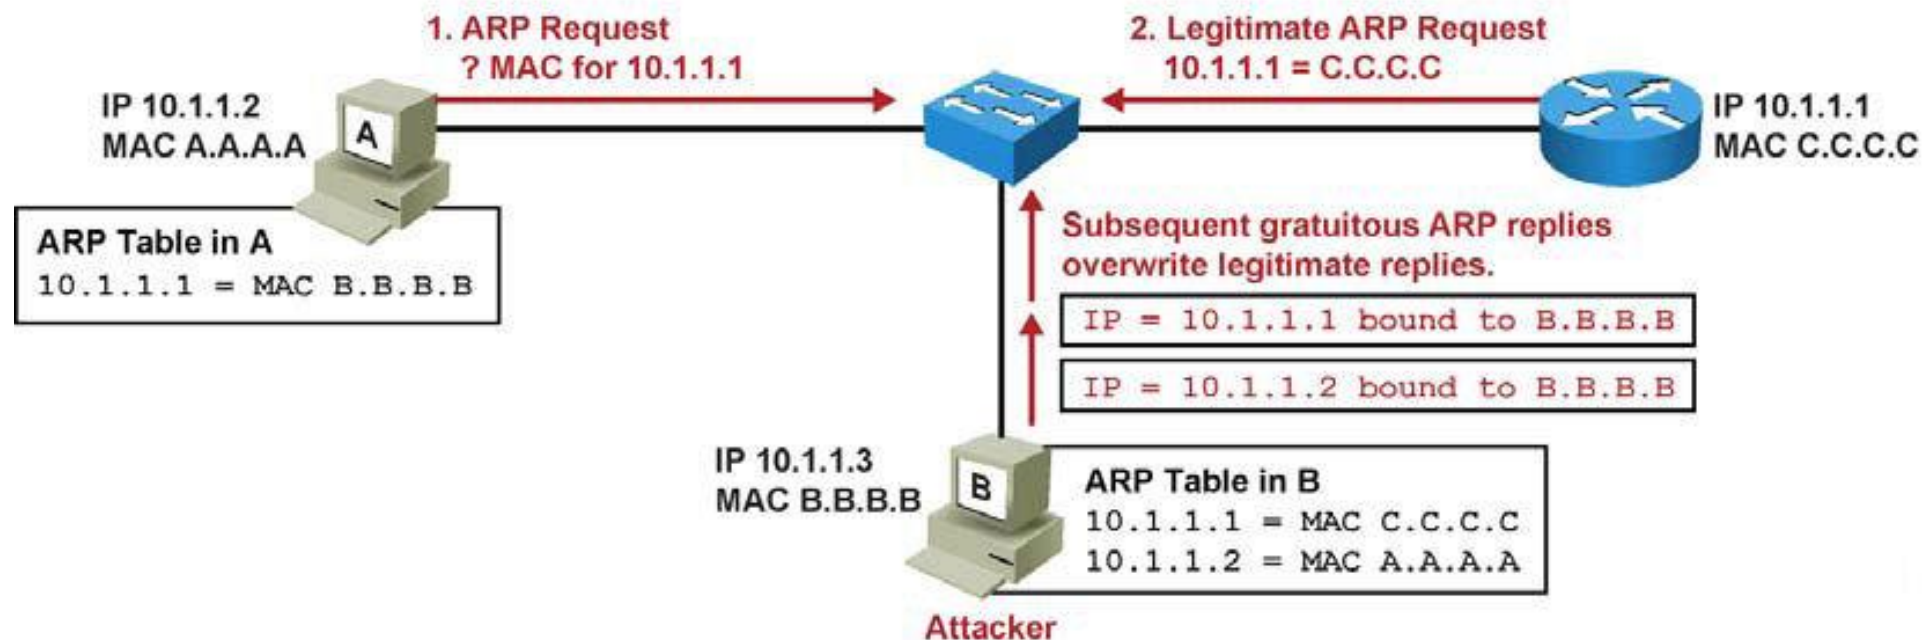 1. ARP Request
? MAC for 10.1.1.1
2. Legitimate ARP Request
10.1.1.1 = C.C.C.C
IP 10.1.1.2
MAC A.A.A.A
A
IP 10.1.1.1
MAC C.C.C.C
ARP Table in A
10.1.1.1 = MAC B.B.B.B
Subsequent gratuitous ARP replies
overwrite legitimate replies.
IP = 10.1.1.1 bound to B.B.B.B
IP = 10.1.1.2 bound to B.B.B.B
IP 10.1.1.3
MAC B.B.B.B
B
ARP Table in B
10.1.1.1 = MAC C.C.C.C
10.1.1.2 = MAC A.A.A.A
Attacker